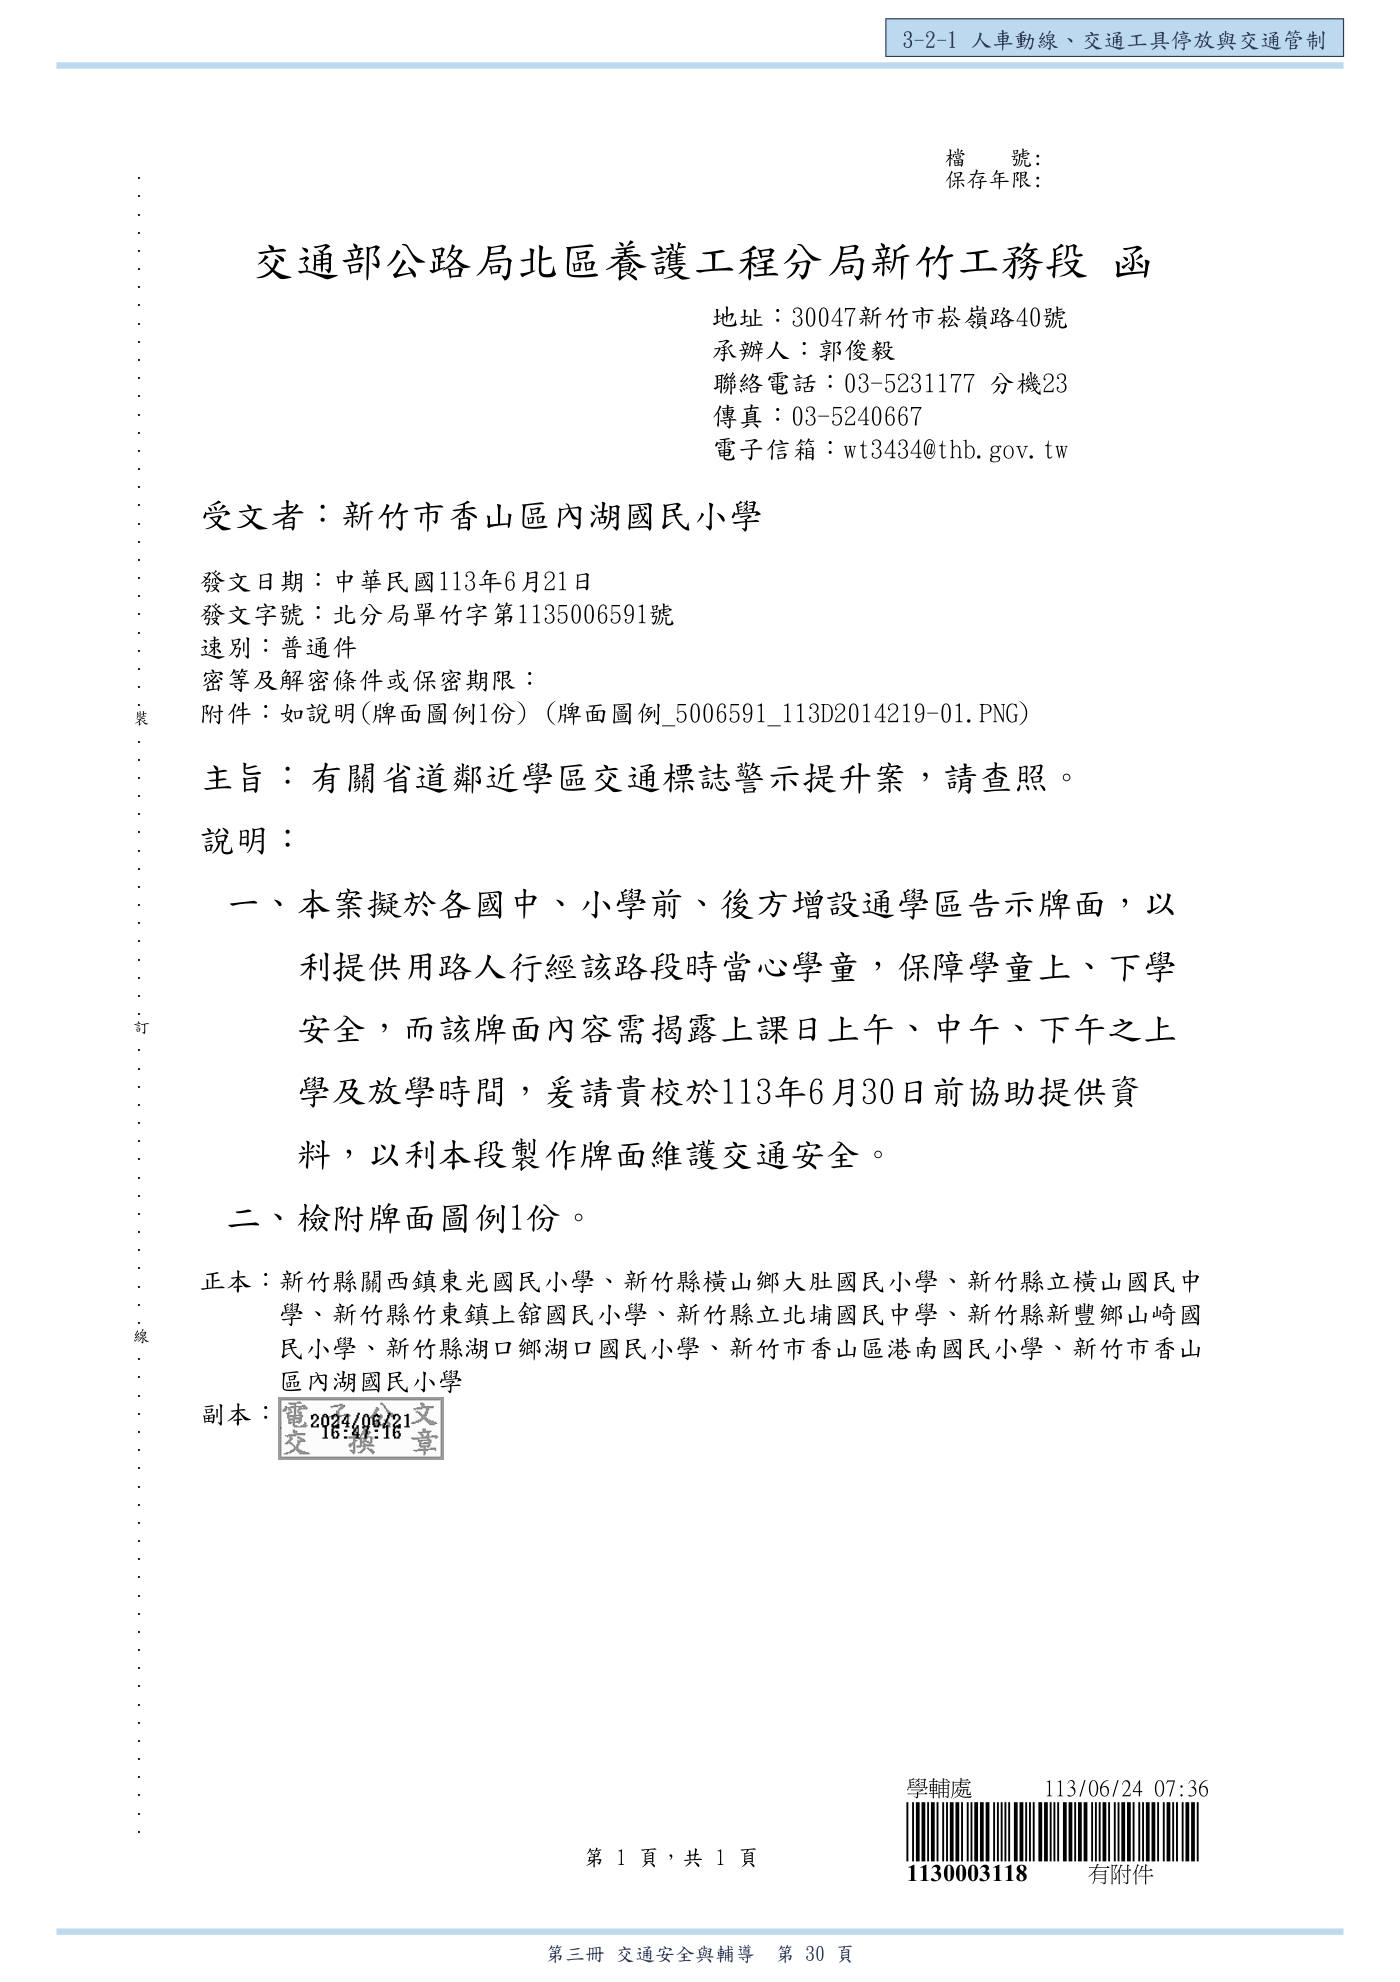 3-2-1 人車動線、交通工具停放與交通管制
檔　　號:
保存年限:
交通部公路局北區養護工程分局新竹工務段 函
地址：30047新竹市崧嶺路40號
承辦人：郭俊毅
聯絡電話：03-5231177 分機23
傳真：03-5240667
電子信箱：wt3434@thb.gov.tw
受文者：新竹市香山區內湖國民小學
發文日期：中華民國113年6月21日
發文字號：北分局單竹字第1135006591號
速別：普通件
密等及解密條件或保密期限：
附件：如說明(牌面圖例1份) (牌面圖例_5006591_113D2014219-01.PNG)
主旨：有關省道鄰近學區交通標誌警示提升案，請查照。
說明：
一、本案擬於各國中、小學前、後方增設通學區告示牌面，以
利提供用路人行經該路段時當心學童，保障學童上、下學
安全，而該牌面內容需揭露上課日上午、中午、下午之上
學及放學時間，爰請貴校於113年6月30日前協助提供資
料，以利本段製作牌面維護交通安全。
二、檢附牌面圖例1份。
正本：新竹縣關西鎮東光國民小學、新竹縣橫山鄉大肚國民小學、新竹縣立橫山國民中
學、新竹縣竹東鎮上舘國民小學、新竹縣立北埔國民中學、新竹縣新豐鄉山崎國
民小學、新竹縣湖口鄉湖口國民小學、新竹市香山區港南國民小學、新竹市香山
區內湖國民小學
副本：
電子公文
2024/06/21
16:47:16
交換章
裝
訂
線
學輔處 113/06/24 07:36
1130003118 有附件
第 1 頁，共 1 頁
第三冊 交通安全與輔導 第 30 頁